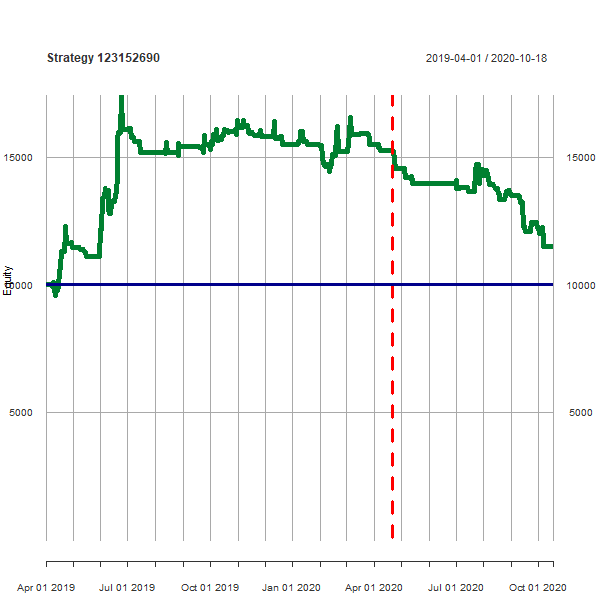 Strategy 123152690
2019-04-01 / 2020-10-18
15000
15000
Equity
10000
10000
5000
5000
Apr 01 2019
Jul 01 2019
Oct 01 2019
Jan 01 2020
Apr 01 2020
Jul 01 2020
Oct 01 2020